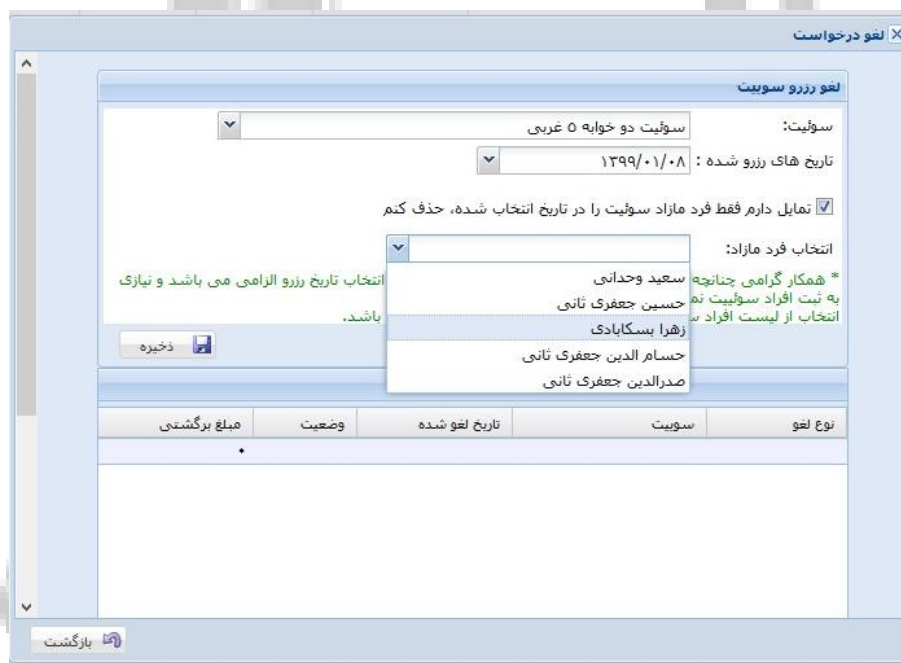 لغو درخواست
لغو رزرو سوییت
سوئیت: سوئیت دو خوابه ۵ غربی
تاریخ های رزرو شده : ۱۳۹۹/۰۱/۰۸
تمایل دارم فقط فرد مازاد سوئیت را در تاریخ انتخاب شده، حذف کنم
انتخاب فرد مازاد:
سعید وحدانی
حسین جعفری ثانی
زهرا بسکابادی
حسام الدین جعفری ثانی
صدرالدین جعفری ثانی
* همکار گرامی چنانچه انتخاب تاریخ رزرو الزامی می باشد و نیازی
به ثبت افراد سوئییت
انتخاب از لیست افراد باشد.
ذخیره
نوع لغو سوییت تاریخ لغو شده وضعیت مبلغ برگشتی
۰
بازگشت